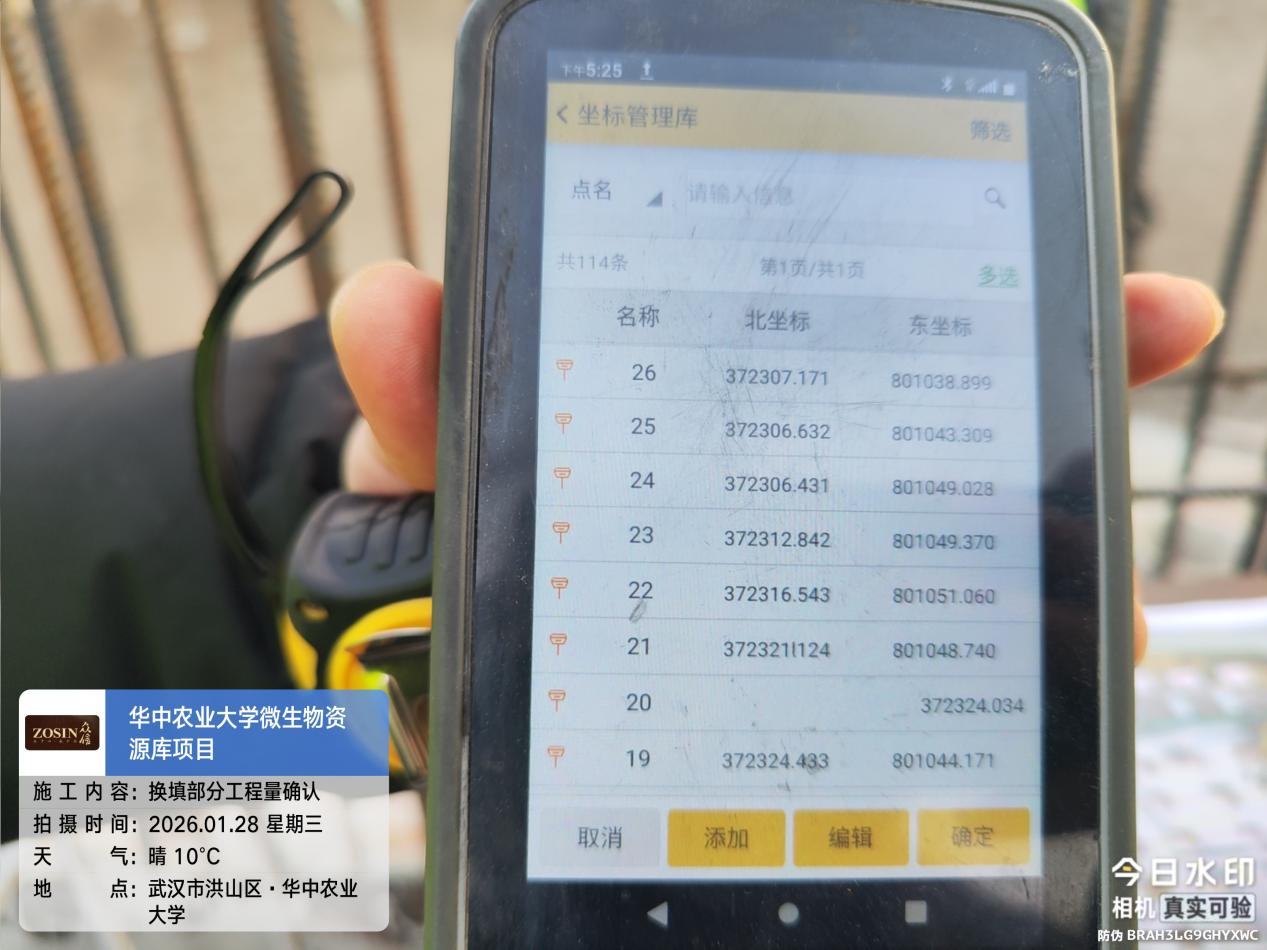 下午5:25
坐标管理库
筛选
点名 请输入信息
共114条 第1页/共1页 多选
名称 北坐标 东坐标
26 372307.171 801038.899
25 372306.632 801043.309
24 372306.431 801049.028
23 372312.842 801049.370
22 372316.543 801051.060
21 372321.124 801048.740
20 372324.034
19 372324.433 801044.171
取消 添加 编辑 确定
ZOSIN 众信
华中农业大学微生物资
源库项目
施工内容：换填部分工程量确认
拍摄时间：2026.01.28 星期三
天气：晴 10℃
地点：武汉市洪山区·华中农业
大学
今日水印
相机 真实可验
防伪 BRAH3LG9GHYXWC